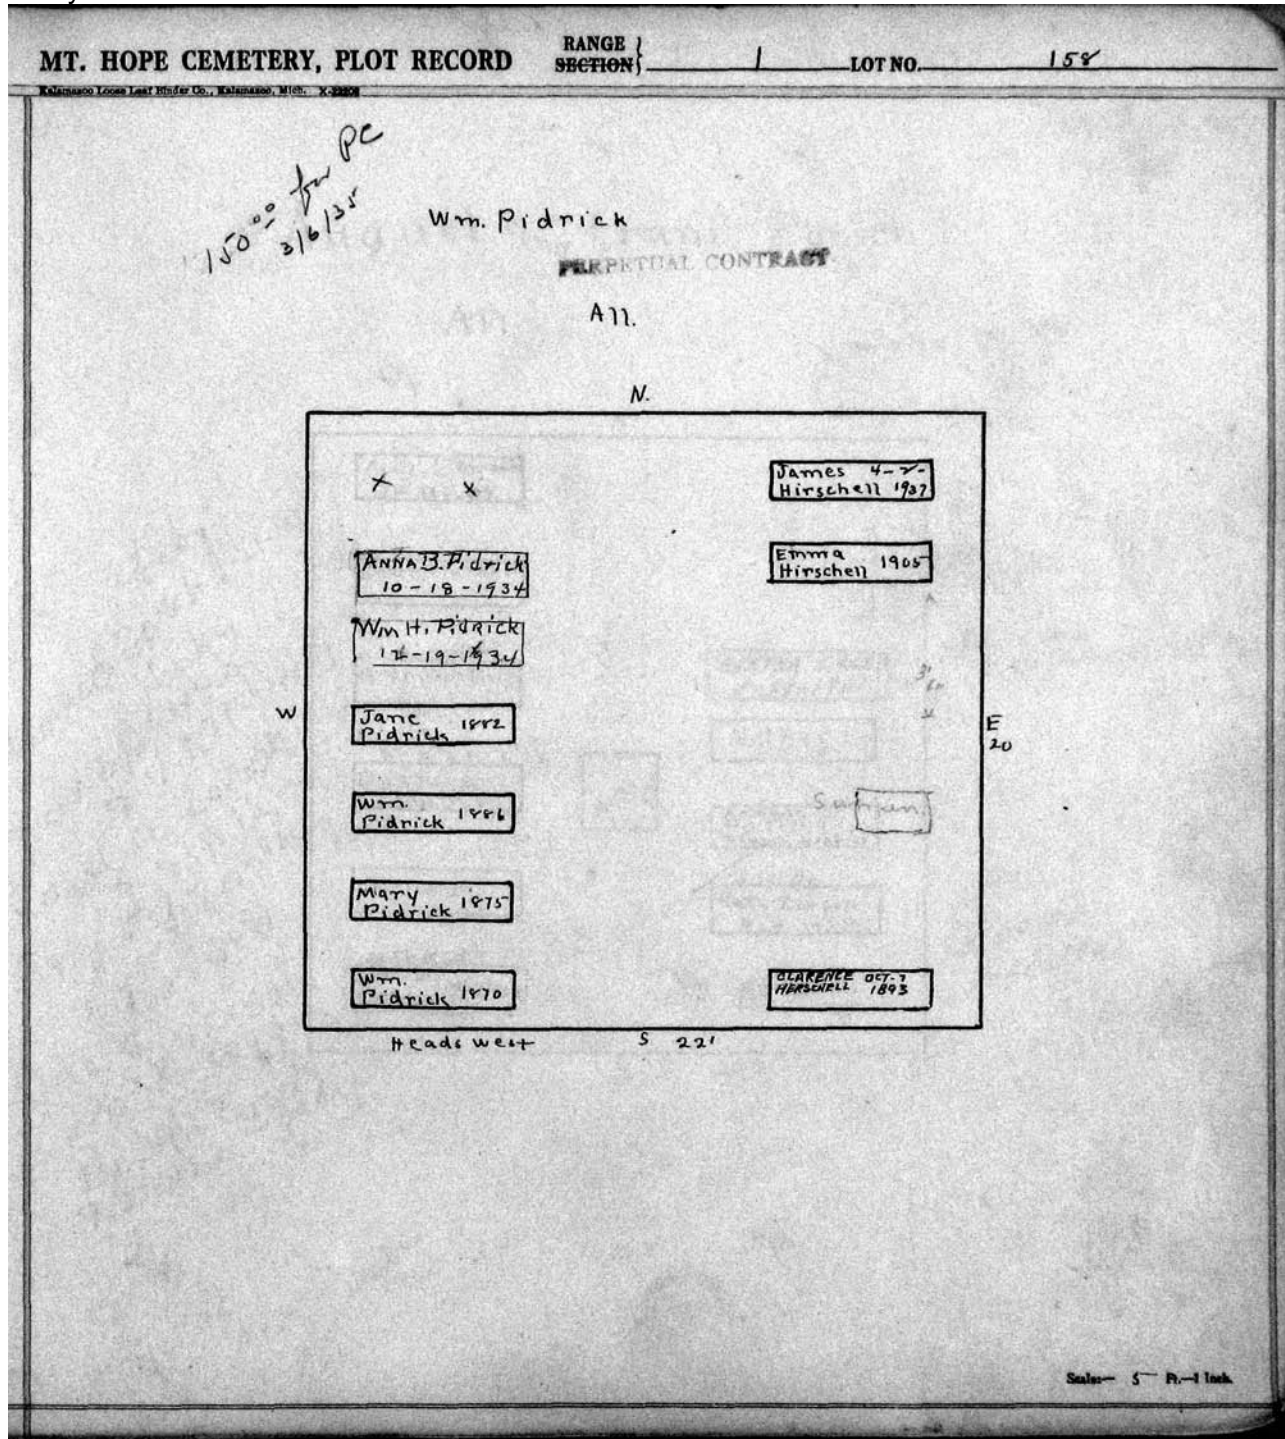 MT. HOPE CEMETERY, PLOT RECORD
RANGE
SECTION
1
LOT NO. 158
Kalamazoo Loose Leaf Binder Co., Kalamazoo, Mich.
150 00 for PC
3/6/35
Wm. Pidrick
PERPETUAL CONTRACT
All.
N.
James 4-2-
Hirschell 1937
x x
ANNA B. Pidrick
10-18-1934
Emma
Hirschell 1905
Wm H. PIDRICK
12-19-1934
W
Jane
Pidrick 1882
E
20
Wm.
Pidrick 1886
Mary
Pidrick 1875
Wm.
Pidrick 1870
CLARENCE OCT-7
HERSCHELL 1893
Heads West
S 22'
Scale:— 5 Ft.—1 Inch.